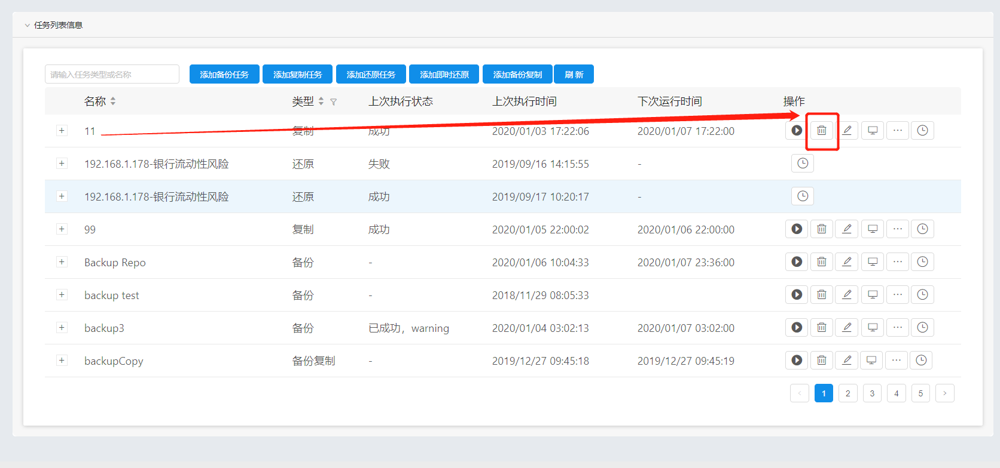 任务列表信息
请输入任务类型或名称 添加备份任务 添加复制任务 添加还原任务 添加即时还原 添加备份复制 刷 新
名称 类型 上次执行状态 上次执行时间 下次运行时间 操作
+ 11 复制 成功 2020/01/03 17:22:06 2020/01/07 17:22:00 ···
+ 192.168.1.178-银行流动性风险 还原 失败 2019/09/16 14:15:55 -
+ 192.168.1.178-银行流动性风险 还原 成功 2019/09/17 10:20:17 -
+ 99 复制 成功 2020/01/05 22:00:02 2020/01/06 22:00:00 ···
+ Backup Repo 备份 - 2020/01/06 10:04:33 2020/01/07 23:36:00 ···
+ backup test 备份 - 2018/11/29 08:05:33 ···
+ backup3 备份 已成功，warning 2020/01/04 03:02:13 2020/01/07 03:02:00 ···
+ backupCopy 备份复制 - 2019/12/27 09:45:18 2019/12/27 09:45:19 ···
< 1 2 3 4 5 >